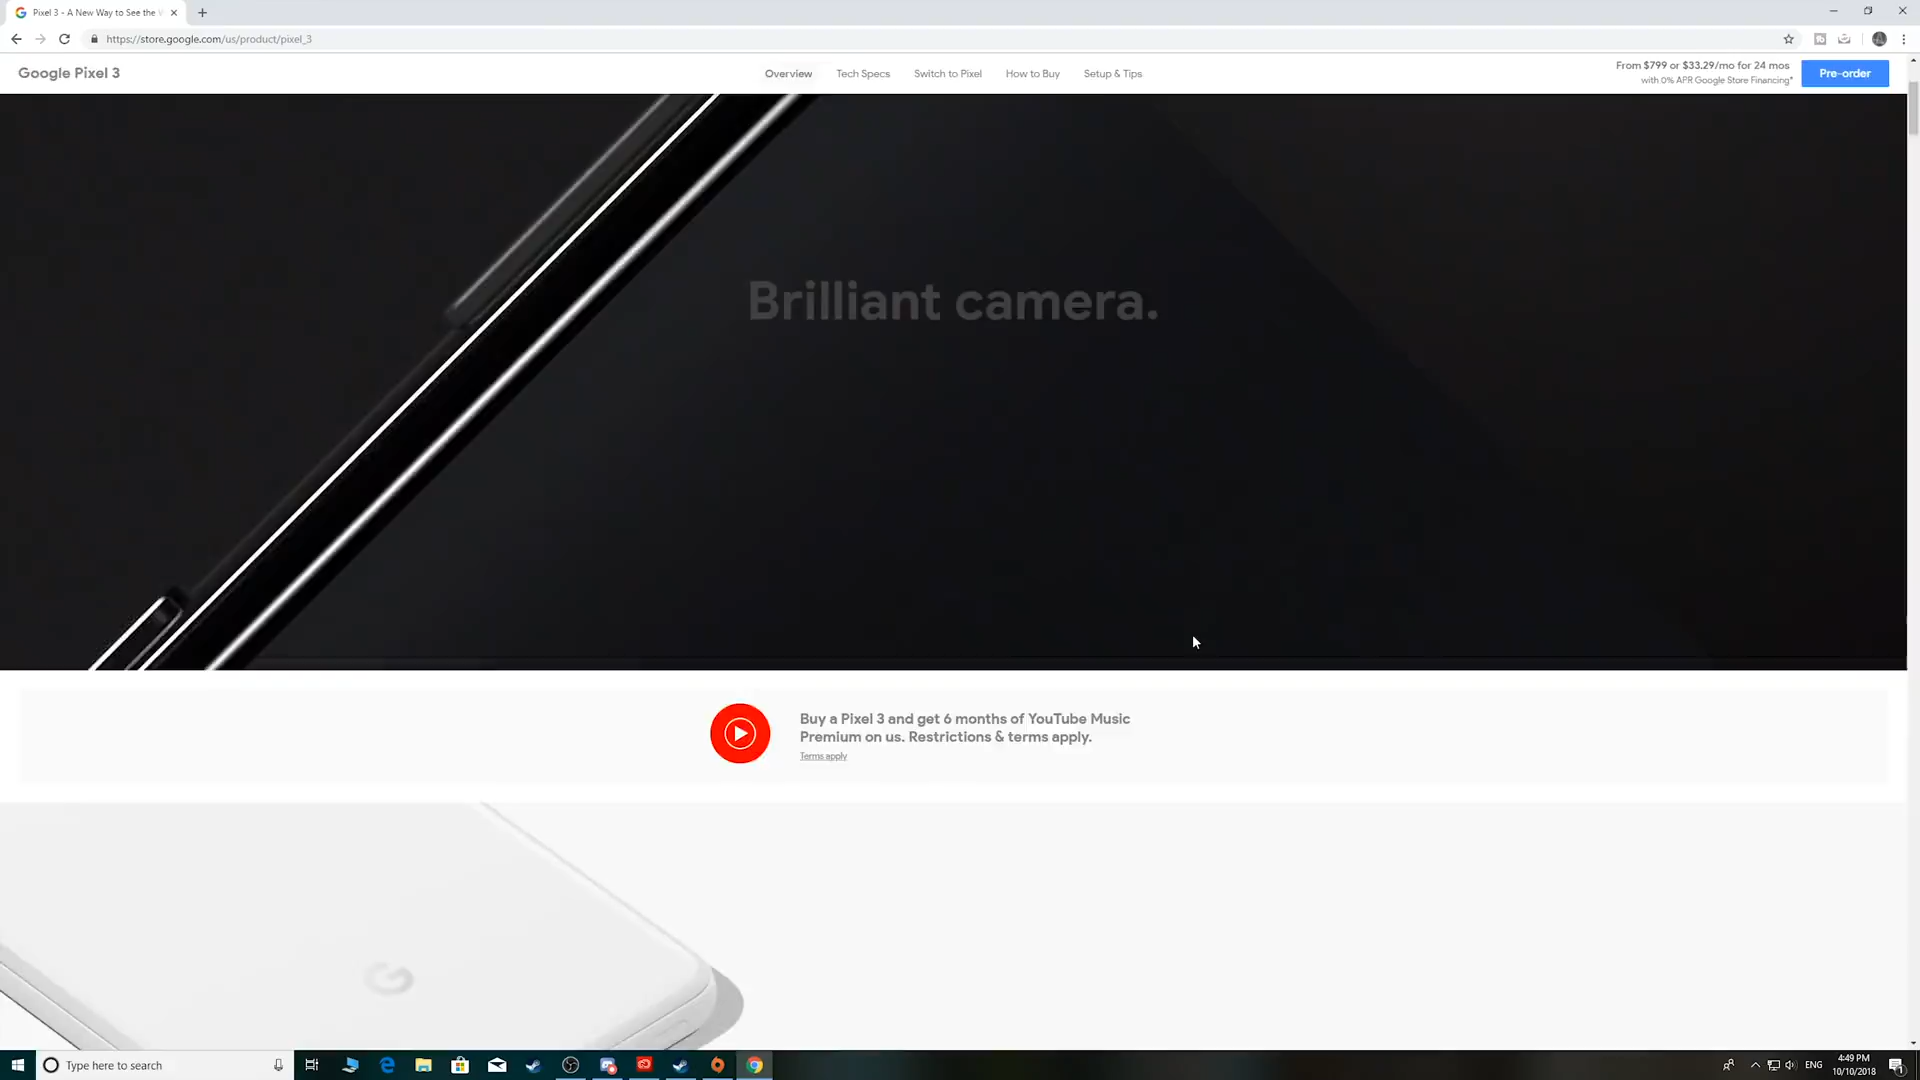 Pixel 3 - A New Way to See the
https://store.google.com/us/product/pixel_3
Google Pixel 3
Overview
Tech Specs
Switch to Pixel
How to Buy
Setup & Tips
From $799 or $33.29/mo for 24 mos
with 0% APR Google Store Financing*
Pre-order
Brilliant camera.
Buy a Pixel 3 and get 6 months of YouTube Music
Premium on us. Restrictions & terms apply.
Terms apply
G
Type here to search
ENG
4:49 PM
10/10/2018